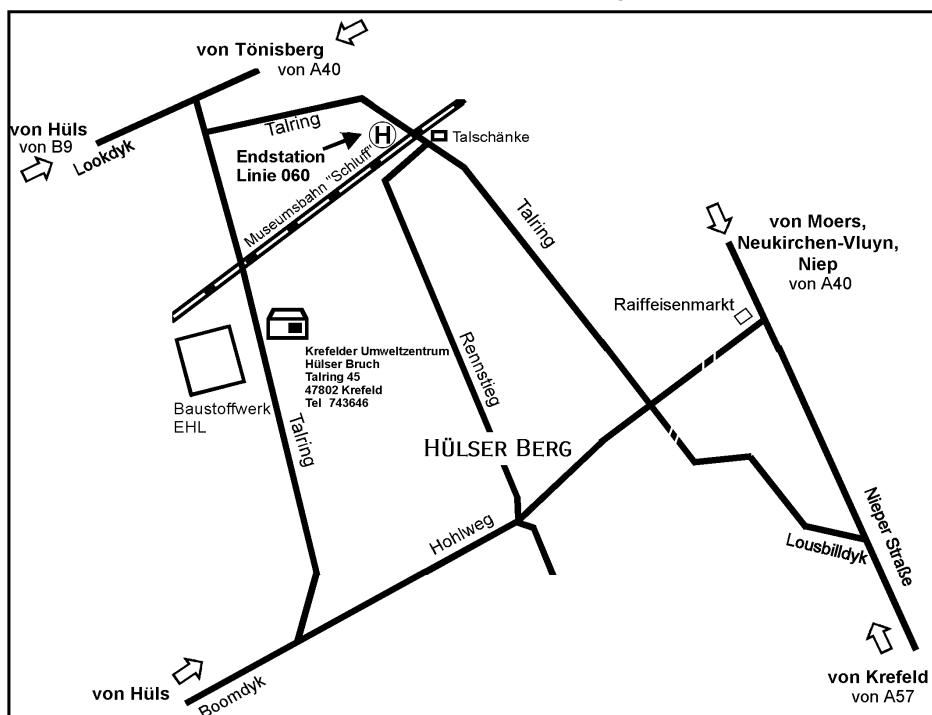 von Tönisberg
von A40
von Hüls
von B9
Lookdyk
Talring
H
Talschänke
Endstation
Linie 060
Museumsbahn "Schluff"
Talring
von Moers,
Neukirchen-Vluyn,
Niep
von A40
Raiffeisenmarkt
Krefelder Umweltzentrum
Hülser Bruch
Talring 45
47802 Krefeld
Tel 743646
Rennstieg
Baustoffwerk
EHL
Talring
HÜLSER BERG
Hohlweg
Nieper Straße
Lousbilldyk
von Hüls
Boomdyk
von Krefeld
von A57